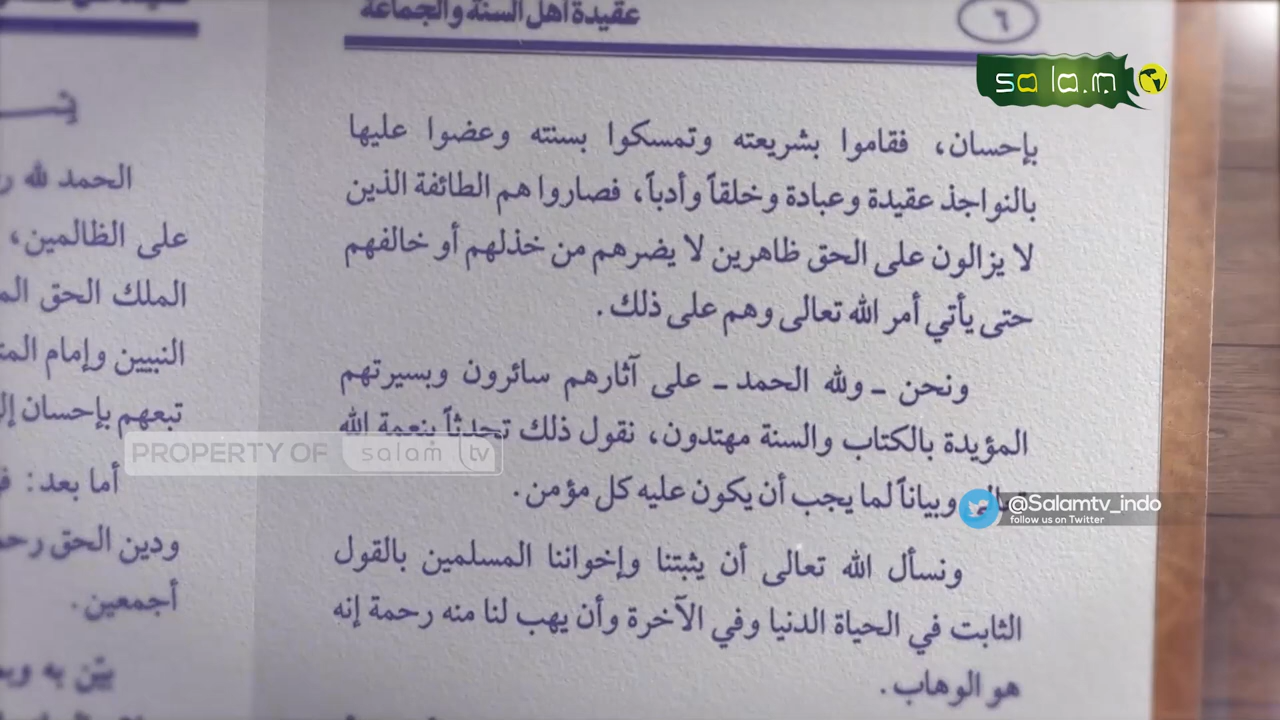 عقيدة أهل السنة والجماعة
٦
بإحسان، فقاموا بشريعته وتمسكوا بسنته وعضوا عليها
بالنواجذ عقيدة وعبادة وخلقاً وأدباً، فصاروا هم الطائفة الذين
لا يزالون على الحق ظاهرين لا يضرهم من خذلهم أو خالفهم
حتى يأتي أمر الله تعالى وهم على ذلك.
ونحن ـ ولله الحمد ـ على آثارهم سائرون وبسيرتهم
المؤيدة بالكتاب والسنة مهتدون، نقول ذلك تحدثاً بنعمة الله
وبياناً لما يجب أن يكون عليه كل مؤمن.
ونسأل الله تعالى أن يثبتنا وإخواننا المسلمين بالقول
الثابت في الحياة الدنيا وفي الآخرة وأن يهب لنا منه رحمة إنه
هو الوهاب.
الحمد لله
على الظالمين،
الملك الحق
النبيين وإمام
تبعهم بإحسان
أما بعد:
ودين الحق
أجمعين.
بيّن به
salam
PROPERTY OF salam tv
@Salamtv_indo
follow us on Twitter